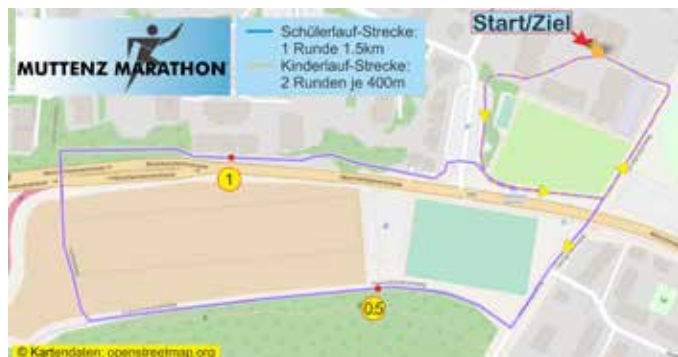 MUTTENZ MARATHON
Schülerlauf-Strecke:
1 Runde 1.5km
Kinderlauf-Strecke:
2 Runden je 400m
Start/Ziel
1
0.5
© Kartendaten: openstreetmap.org